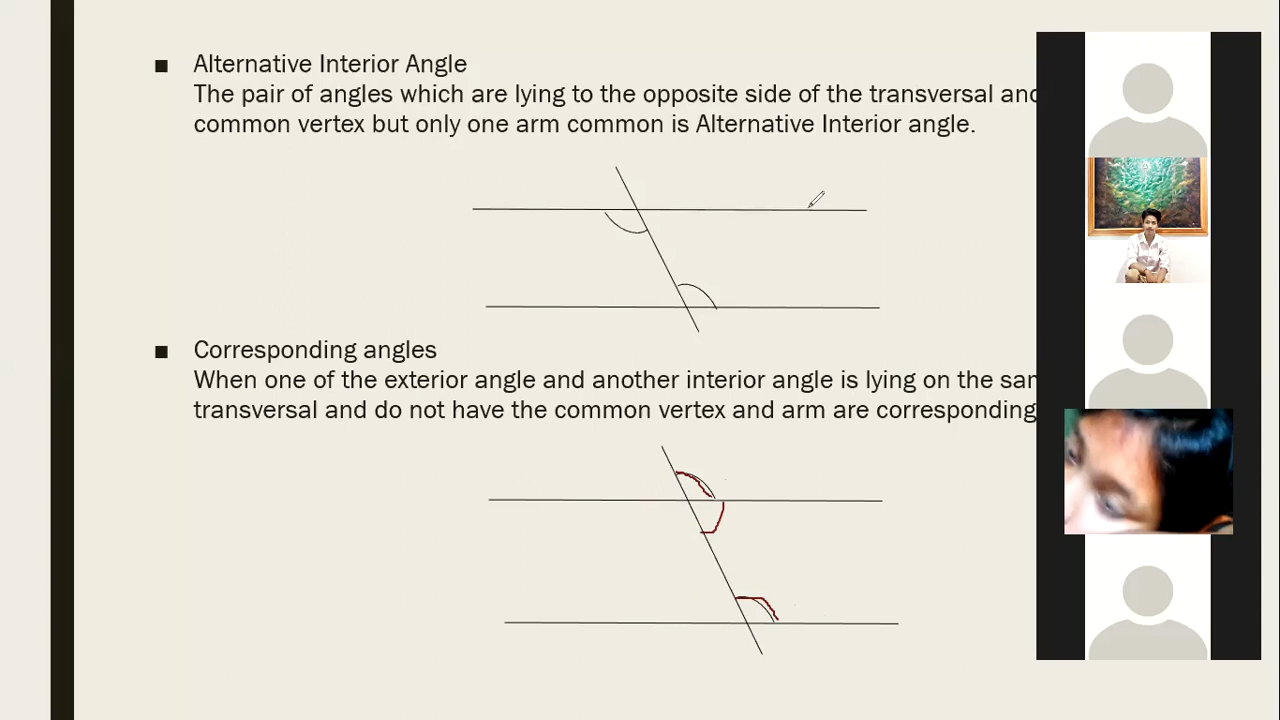 Alternative Interior Angle
The pair of angles which are lying to the opposite side of the transversal and
common vertex but only one arm common is Alternative Interior angle.
Corresponding angles
When one of the exterior angle and another interior angle is lying on the
transversal and do not have the common vertex and arm are corresponding